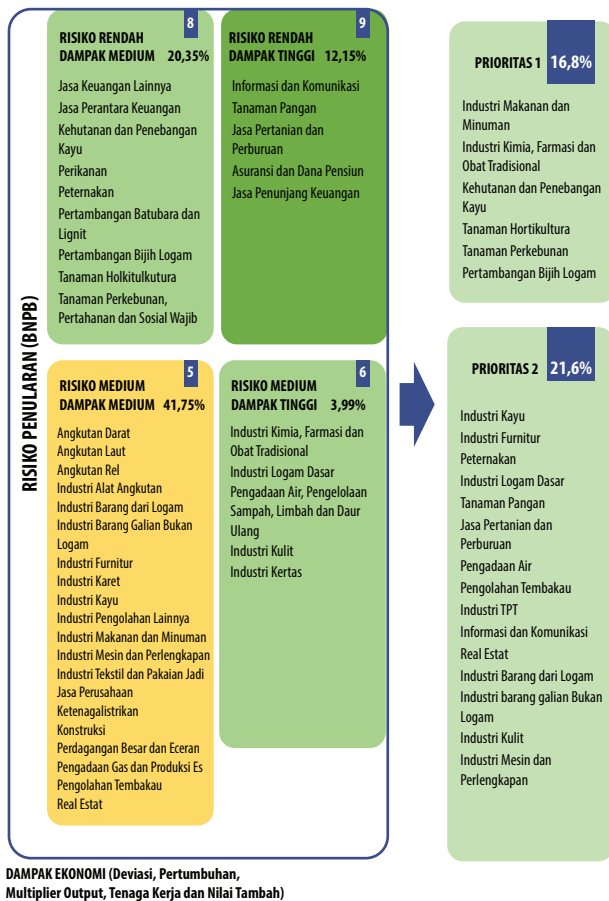 RISIKO PENULARAN (BNPB)
8
RISIKO RENDAH
DAMPAK MEDIUM 20,35%
Jasa Keuangan Lainnya
Jasa Perantara Keuangan
Kehutanan dan Penebangan
Kayu
Perikanan
Peternakan
Pertambangan Batubara dan
Lignit
Pertambangan Bijih Logam
Tanaman Holkitulkutura
Tanaman Perkebunan,
Pertahanan dan Sosial Wajib
9
RISIKO RENDAH
DAMPAK TINGGI 12,15%
Informasi dan Komunikasi
Tanaman Pangan
Jasa Pertanian dan
Perburuan
Asuransi dan Dana Pensiun
Jasa Penunjang Keuangan
5
RISIKO MEDIUM
DAMPAK MEDIUM 41,75%
Angkutan Darat
Angkutan Laut
Angkutan Rel
Industri Alat Angkutan
Industri Barang dari Logam
Industri Barang Galian Bukan
Logam
Industri Furnitur
Industri Karet
Industri Kayu
Industri Pengolahan Lainnya
Industri Makanan dan Minuman
Industri Mesin dan Perlengkapan
Industri Tekstil dan Pakaian Jadi
Jasa Perusahaan
Ketenagalistrikan
Konstruksi
Perdagangan Besar dan Eceran
Pengadaan Gas dan Produksi Es
Pengolahan Tembakau
Real Estat
6
RISIKO MEDIUM
DAMPAK TINGGI 3,99%
Industri Kimia, Farmasi dan
Obat Tradisional
Industri Logam Dasar
Pengadaan Air, Pengelolaan
Sampah, Limbah dan Daur
Ulang
Industri Kulit
Industri Kertas
PRIORITAS 1 16,8%
Industri Makanan dan
Minuman
Industri Kimia, Farmasi dan
Obat Tradisional
Kehutanan dan Penebangan
Kayu
Tanaman Hortikultura
Tanaman Perkebunan
Pertambangan Bijih Logam
PRIORITAS 2 21,6%
Industri Kayu
Industri Furnitur
Peternakan
Industri Logam Dasar
Tanaman Pangan
Jasa Pertanian dan
Perburuan
Pengadaan Air
Pengolahan Tembakau
Industri TPT
Informasi dan Komunikasi
Real Estat
Industri Barang dari Logam
Industri barang galian Bukan
Logam
Industri Kulit
Industri Mesin dan
Perlengkapan
DAMPAK EKONOMI (Deviasi, Pertumbuhan,
Multiplier Output, Tenaga Kerja dan Nilai Tambah)